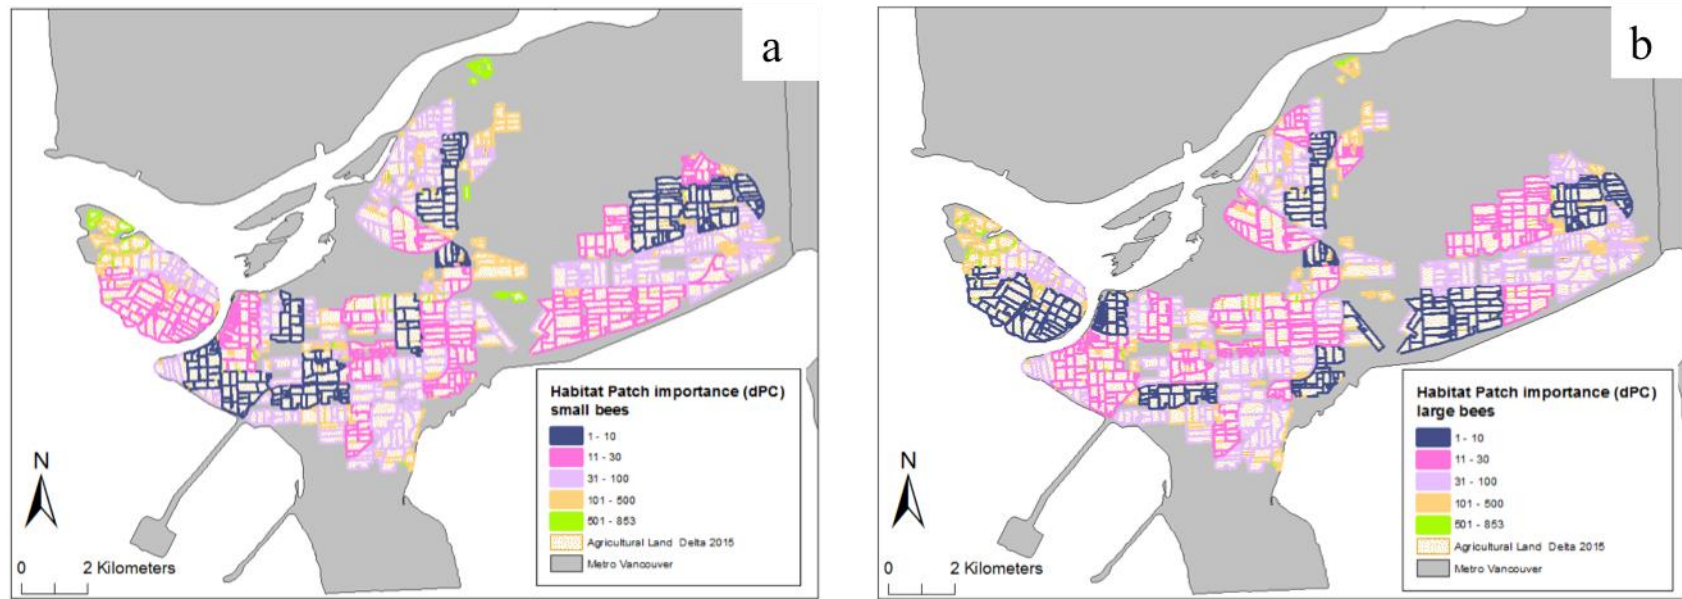 a
Habitat Patch importance (dPC)
small bees
1 - 10
11 - 30
31 - 100
101 - 500
501 - 853
Agricultural Land Delta 2015
Metro Vancouver
N
0
2 Kilometers
b
Habitat Patch importance (dPC)
large bees
1 - 10
11 - 30
31 - 100
101 - 500
501 - 853
Agricultural Land Delta 2015
Metro Vancouver
N
0
2 Kilometers